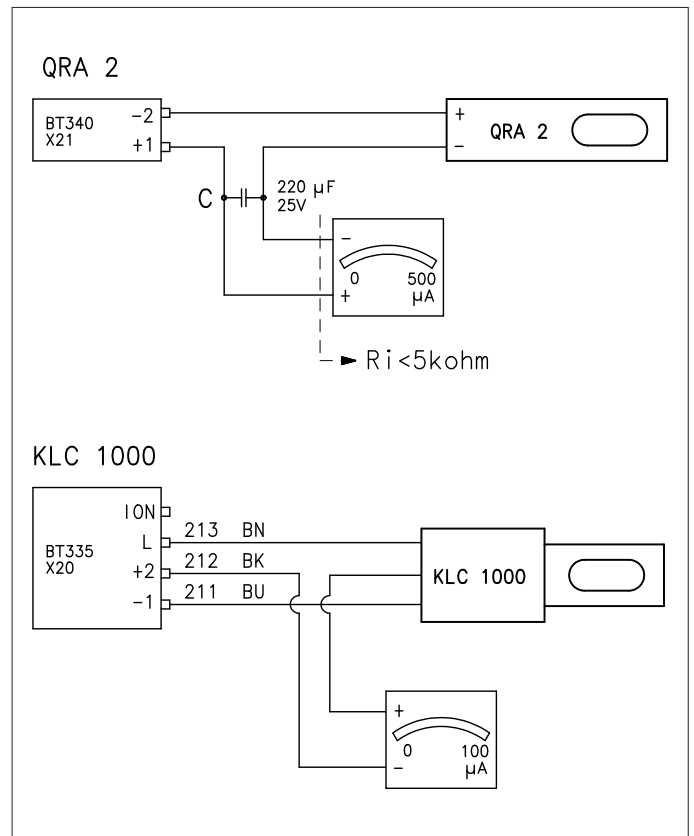 QRA 2
BT340
X21
-2
+1
+
-
QRA 2
C
220 µF
25V
-
0 500
+ µA
Ri<5kohm
KLC 1000
BT335
X20
ION
L
+2
-1
213 BN
212 BK
211 BU
KLC 1000
+
0 100
- µA